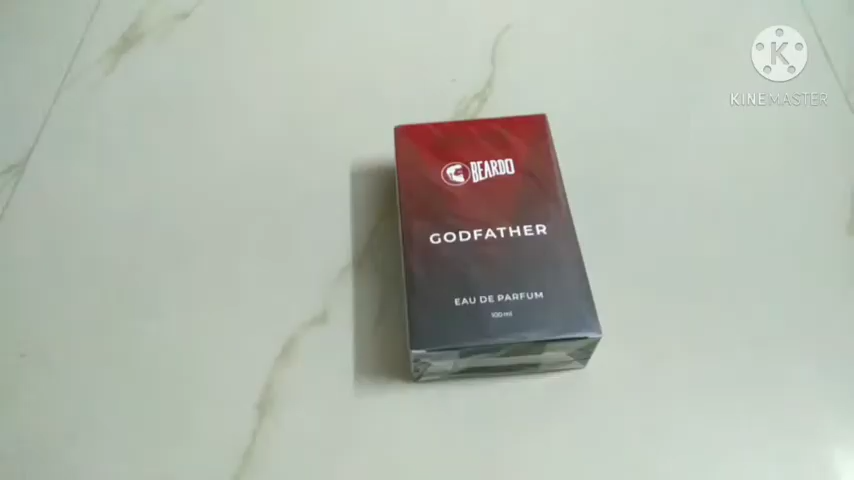 K
KINEMASTER
BEARDO
GODFATHER
EAU DE PARFUM
100 ml